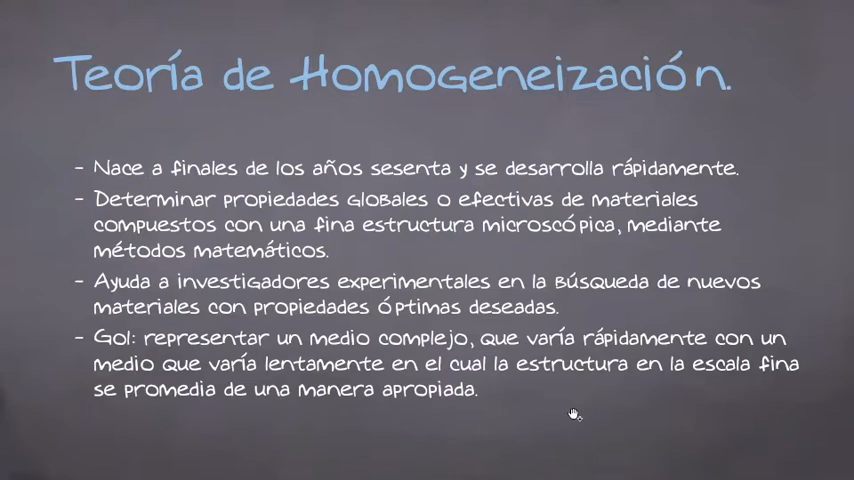 Teoría de Homogeneización.
- Nace a finales de los años sesenta y se desarrolla rápidamente.
- Determinar propiedades globales o efectivas de materiales
compuestos con una fina estructura microscópica, mediante
métodos matemáticos.
- Ayuda a investigadores experimentales en la búsqueda de nuevos
materiales con propiedades óptimas deseadas.
- Gol: representar un medio complejo, que varía rápidamente con un
medio que varía lentamente en el cual la estructura en la escala fina
se promedia de una manera apropiada.